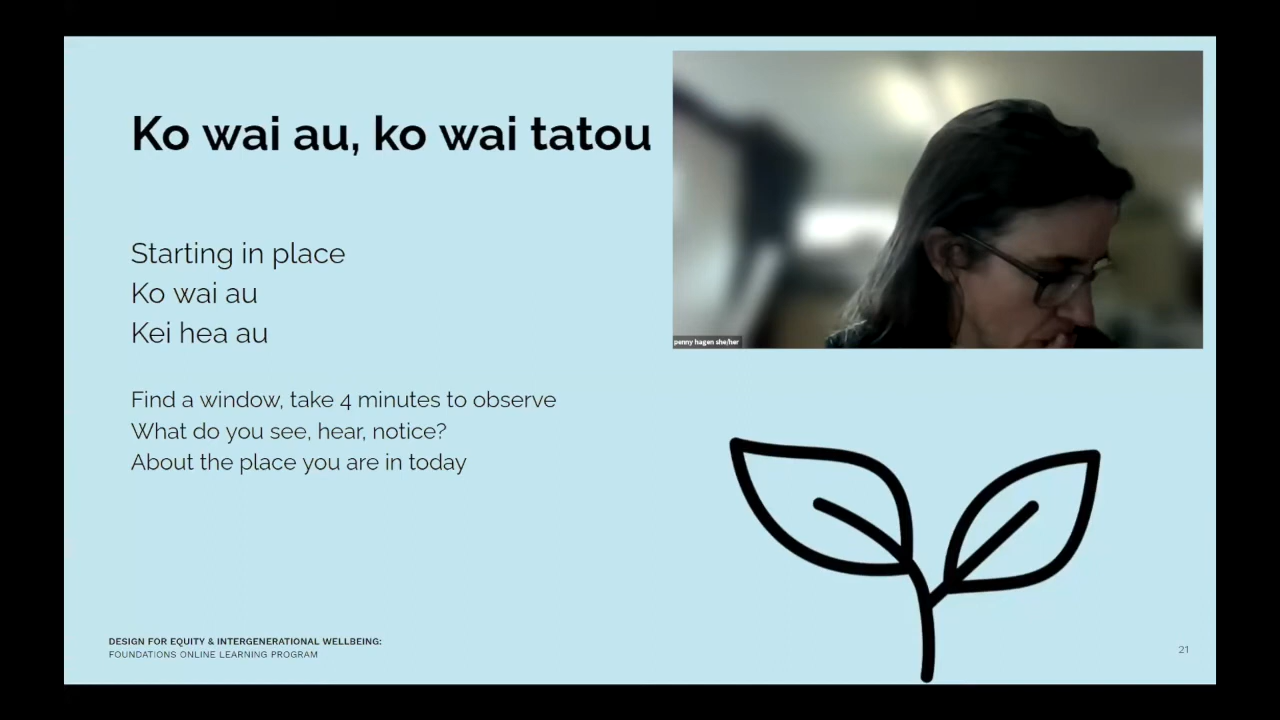 Ko wai au, ko wai tatou
Starting in place
Ko wai au
Kei hea au
Find a window, take 4 minutes to observe
What do you see, hear, notice?
About the place you are in today
penny hagen she/her
DESIGN FOR EQUITY & INTERGENERATIONAL WELLBEING:
FOUNDATIONS ONLINE LEARNING PROGRAM
21